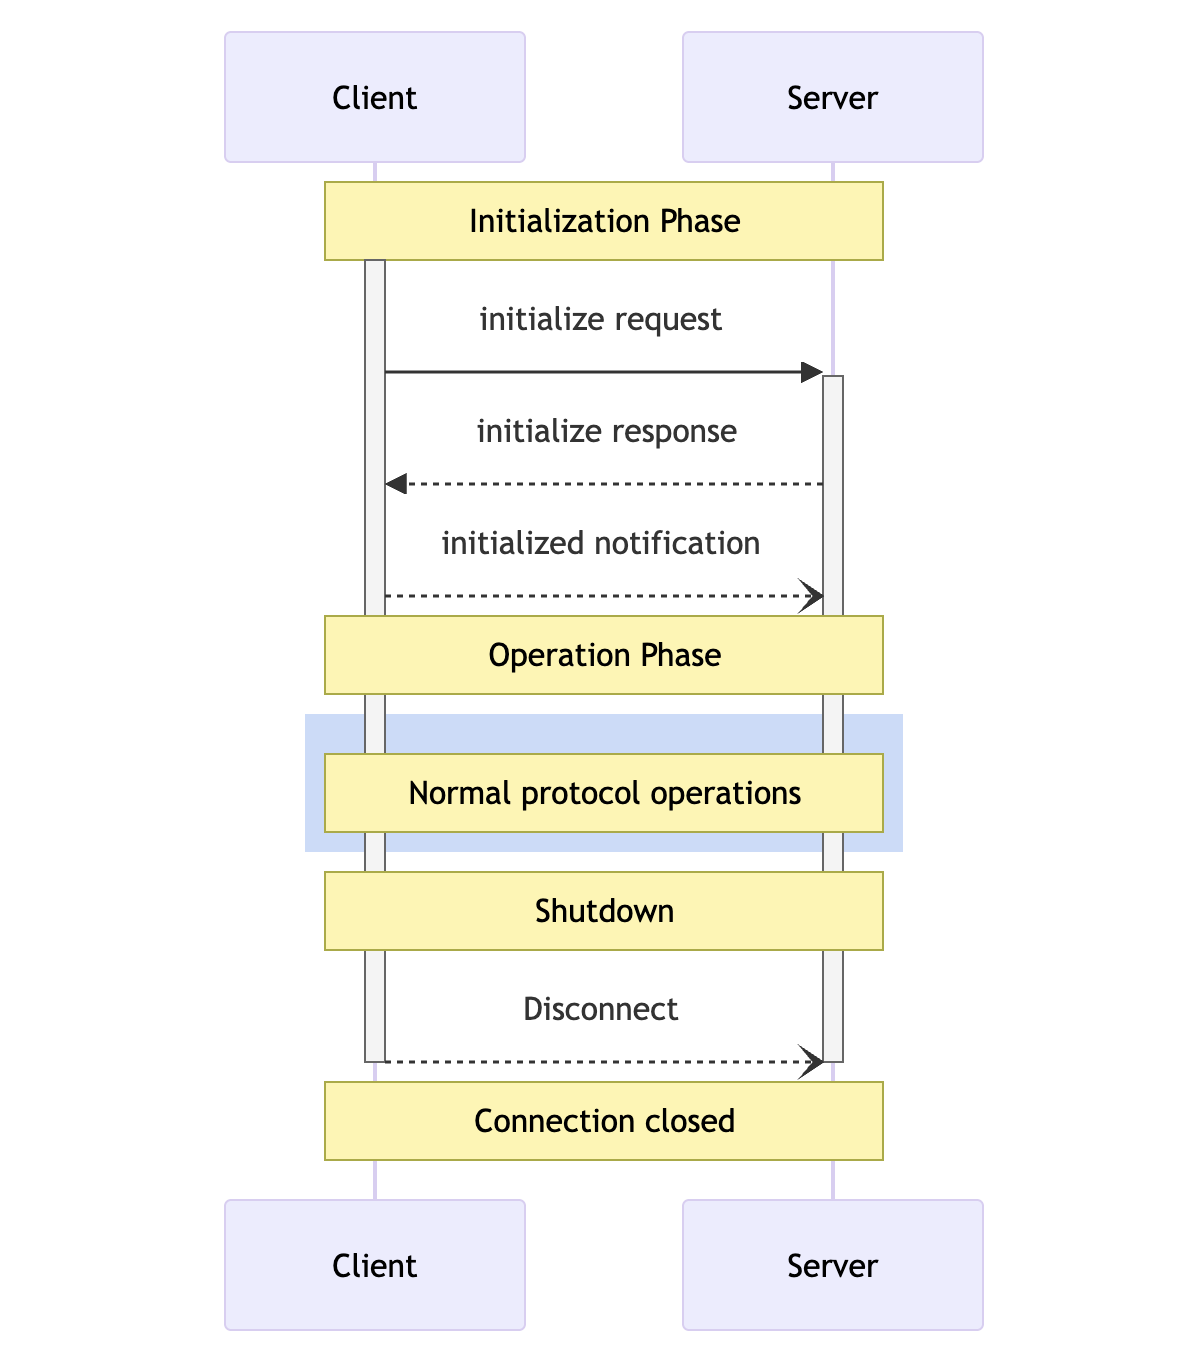 Client
Server
Initialization Phase
initialize request
initialize response
initialized notification
Operation Phase
Normal protocol operations
Shutdown
Disconnect
Connection closed
Client
Server